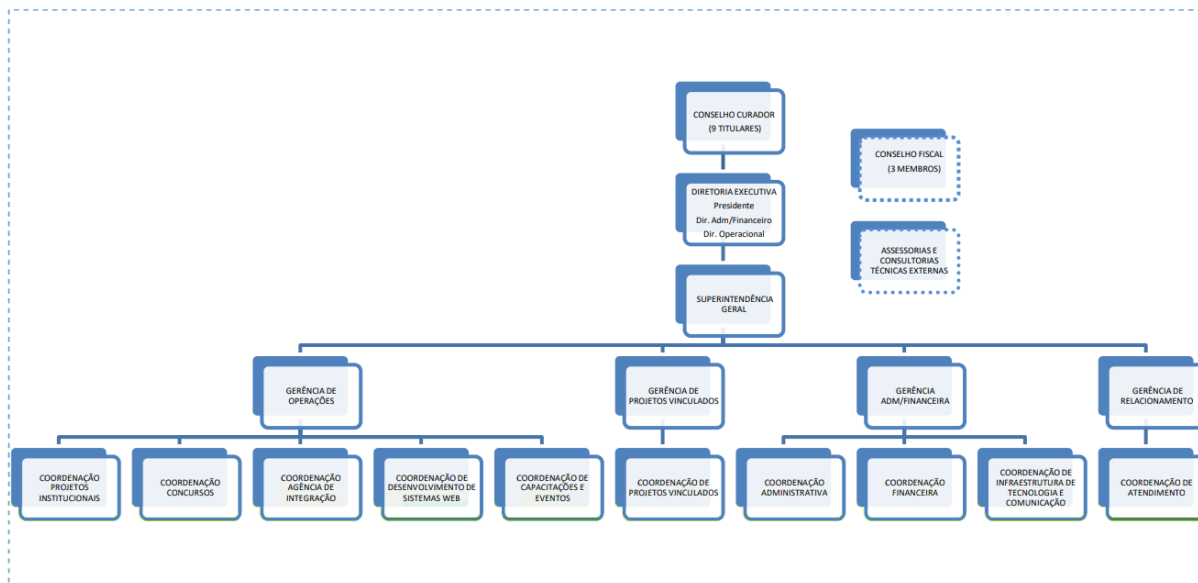 CONSELHO CURADOR
(9 TITULARES)
CONSELHO FISCAL
(3 MEMBROS)
DIRETORIA EXECUTIVA
Presidente
Dir. Adm/Financeiro
Dir. Operacional
ASSESSORIAS E
CONSULTORIAS
TÉCNICAS EXTERNAS
SUPERINTENDÊNCIA
GERAL
GERÊNCIA DE
OPERAÇÕES
GERÊNCIA DE
PROJETOS VINCULADOS
GERÊNCIA
ADM/FINANCEIRA
GERÊNCIA DE
RELACIONAMENTO
COORDENAÇÃO
PROJETOS
INSTITUCIONAIS
COORDENAÇÃO
CONCURSOS
COORDENAÇÃO
AGÊNCIA DE
INTEGRAÇÃO
COORDENAÇÃO DE
DESENVOLVIMENTO DE
SISTEMAS WEB
COORDENAÇÃO DE
CAPACITAÇÕES E
EVENTOS
COORDENAÇÃO
DE PROJETOS VINCULADOS
COORDENAÇÃO
ADMINISTRATIVA
COORDENAÇÃO
FINANCEIRA
COORDENAÇÃO DE
INFRAESTRUTURA DE
TECNOLOGIA E
COMUNICAÇÃO
COORDENAÇÃO DE
ATENDIMENTO